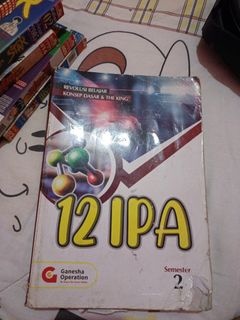 REVOLUSI BELAJAR
KONSEP DASAR & THE KING
12 IPA
Ganesha
Operation
Semester
2